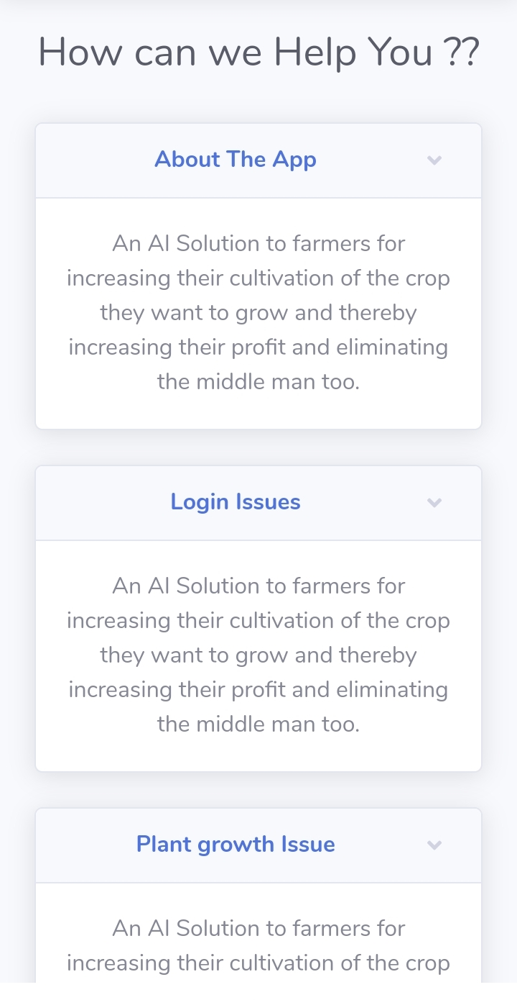 How can we Help You ??
About The App
An AI Solution to farmers for
increasing their cultivation of the crop
they want to grow and thereby
increasing their profit and eliminating
the middle man too.
Login Issues
An AI Solution to farmers for
increasing their cultivation of the crop
they want to grow and thereby
increasing their profit and eliminating
the middle man too.
Plant growth Issue
An AI Solution to farmers for
increasing their cultivation of the crop